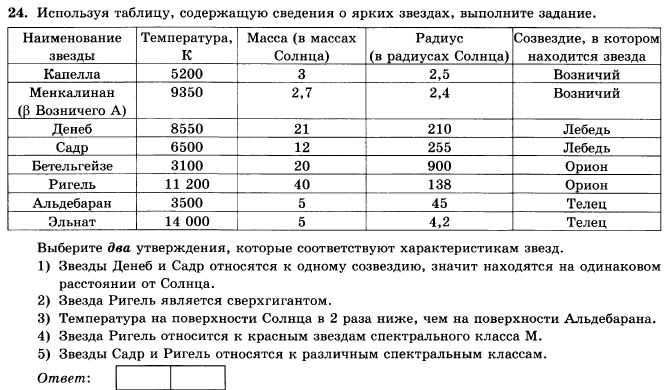 24. Используя таблицу, содержащую сведения о ярких звездах, выполните задание.
Наименование звезды | Температура, К | Масса (в массах Солнца) | Радиус (в радиусах Солнца) | Созвездие, в котором находится звезда
Капелла | 5200 | 3 | 2,5 | Возничий
Менкалинан (β Возничего А) | 9350 | 2,7 | 2,4 | Возничий
Денеб | 8550 | 21 | 210 | Лебедь
Садр | 6500 | 12 | 255 | Лебедь
Бетельгейзе | 3100 | 20 | 900 | Орион
Ригель | 11 200 | 40 | 138 | Орион
Альдебаран | 3500 | 5 | 45 | Телец
Эльнат | 14 000 | 5 | 4,2 | Телец
Выберите два утверждения, которые соответствуют характеристикам звезд.
1) Звезды Денеб и Садр относятся к одному созвездию, значит находятся на одинаковом
расстоянии от Солнца.
2) Звезда Ригель является сверхгигантом.
3) Температура на поверхности Солнца в 2 раза ниже, чем на поверхности Альдебарана.
4) Звезда Ригель относится к красным звездам спектрального класса М.
5) Звезды Садр и Ригель относятся к различным спектральным классам.
Ответ: